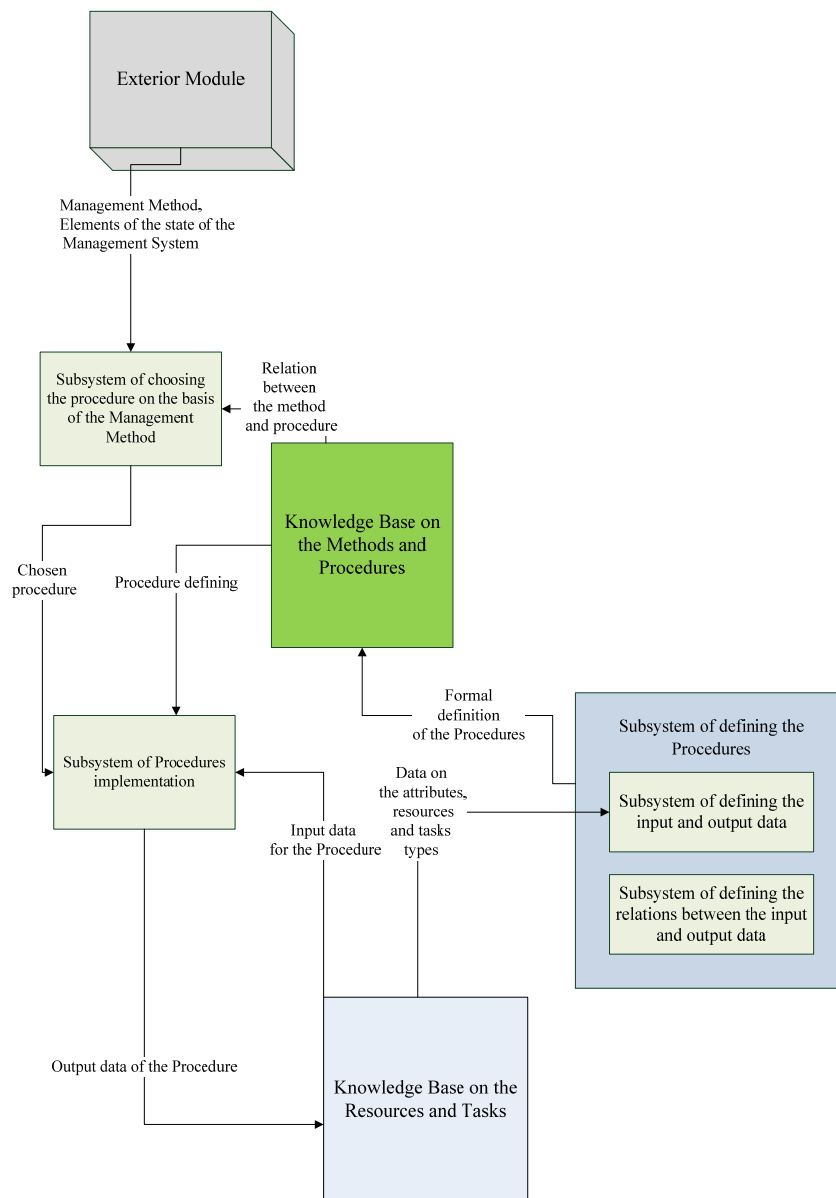 Exterior Module
Management Method,
Elements of the state of the
Management System
Subsystem of choosing
the procedure on the basis
of the Management
Method
Relation
between
the method
and procedure
Knowledge Base on
the Methods and
Procedures
Chosen
procedure
Procedure defining
Formal
definition
of the Procedures
Subsystem of defining the
Procedures
Subsystem of Procedures
implementation
Data on
the attributes,
resources
and tasks
types
Subsystem of defining the
input and output data
Input data
for the Procedure
Subsystem of defining the
relations between the input
and output data
Output data of the Procedure
Knowledge Base on the
Resources and Tasks